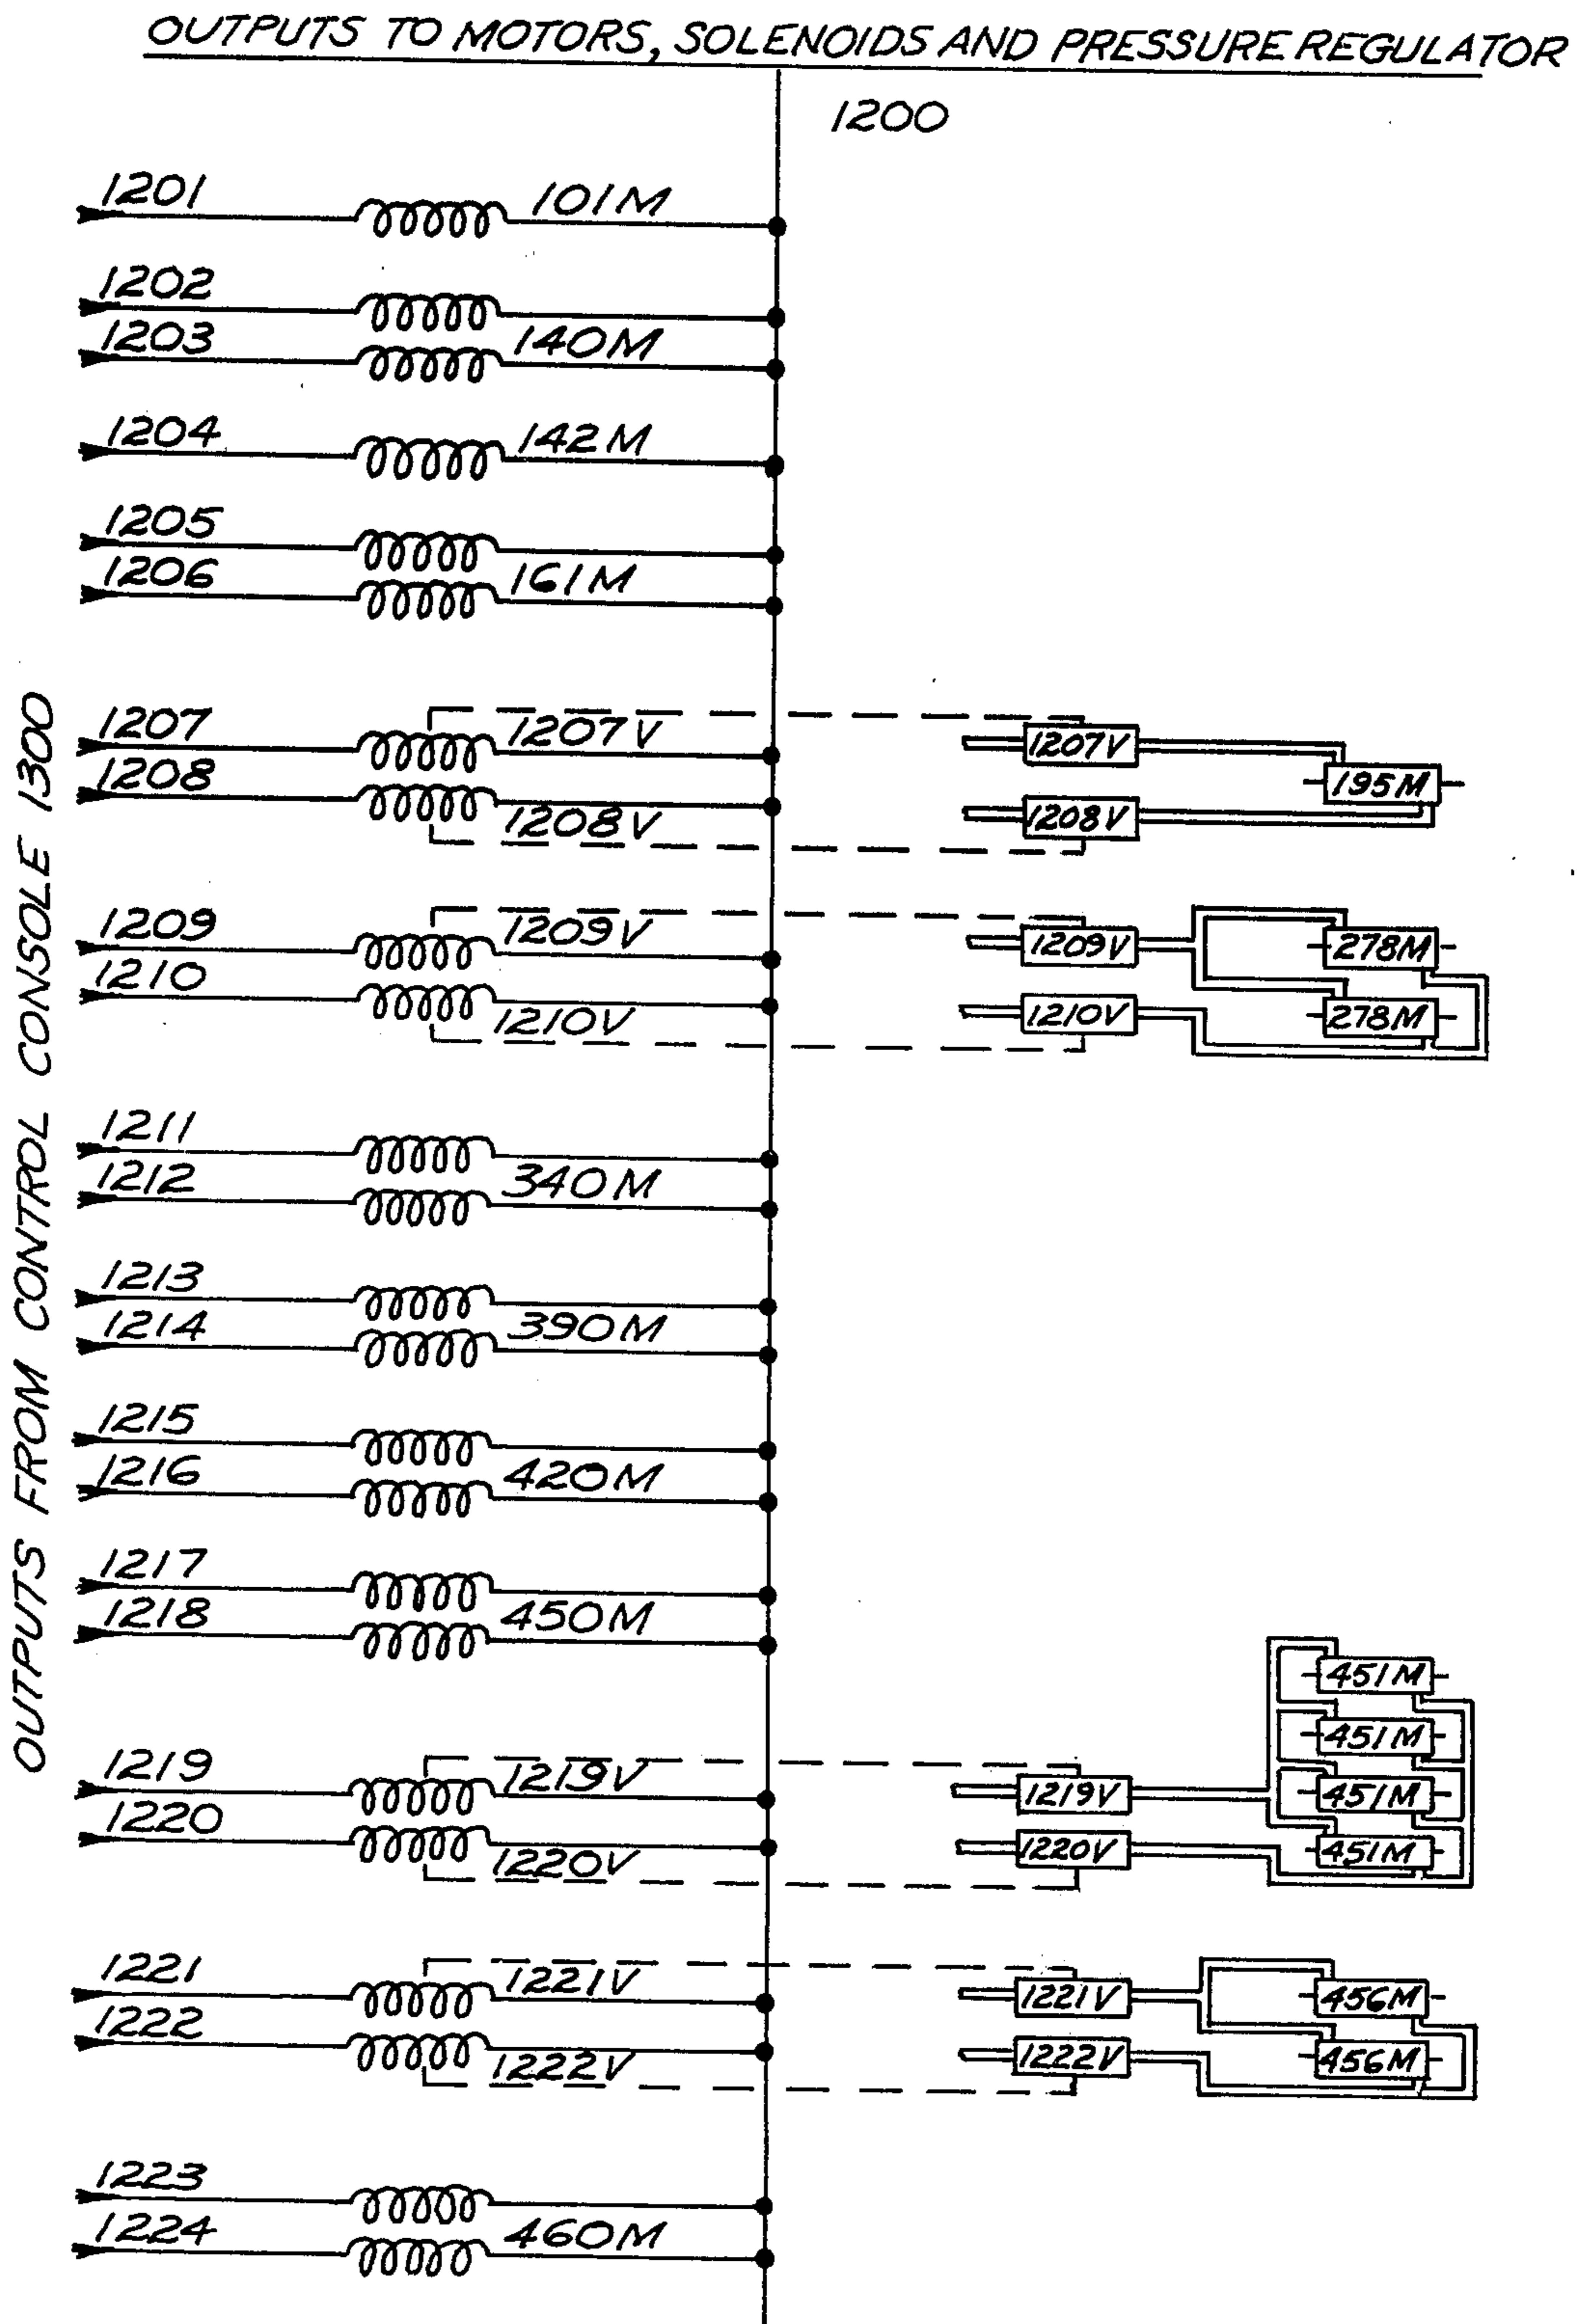 OUTPUTS TO MOTORS, SOLENOIDS AND PRESSURE REGULATOR
1200
OUTPUTS FROM CONTROL CONSOLE 1300
1201 101M
1202
1203 140M
1204 142M
1205
1206 161M
1207 1207V 1207V
195M
1208 1208V 1208V
1209 1209V 1209V 278M
1210 1210V 1210V 278M
1211
1212 340M
1213
1214 390M
1215
1216 420M
1217
1218 450M
451M
451M
1219 1219V 1219V 451M
1220 1220V 1220V 451M
1221 1221V 1221V 456M
1222 1222V 1222V 456M
1223
1224 460M